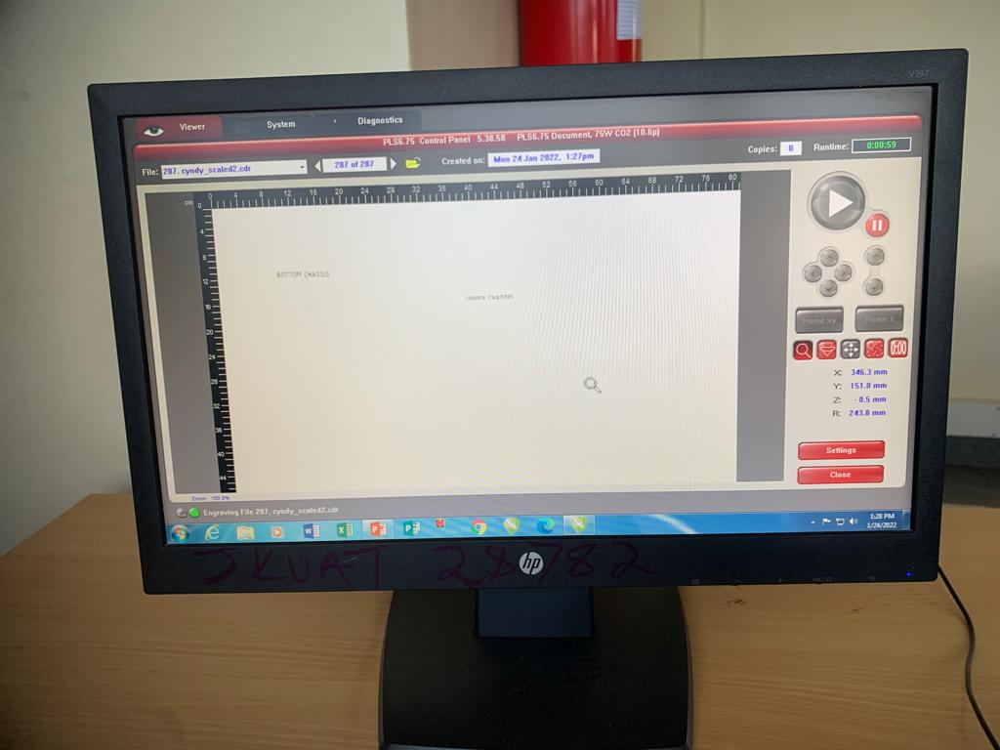 V197
Viewer System Diagnostics
PLS6.75 Control Panel 5.38.58 PLS6.75 Document, 75W CO2 (10.6µ)
File: 287. cyndy_scaled2.cdr 287 of 287 Created on: Mon 24 Jan 2022, 1:27pm Copies: 0 Runtime: 0:00:59
cm 0 4 8 12 16 20 24 28 32 36 40 44 48 52 56 60 64 68 72 76 80
0
4
8
12
16
20
24
28
32
36
40
44
BOTTOM CHASSIS
UPPER CHASSIS
Home xy Home z
0:00
X: 346.3 mm
Y: 151.0 mm
Z: - 0.5 mm
R: 243.8 mm
Settings
Close
Zoom: 100.0%
Engraving File 287. cyndy_scaled2.cdr
1:28 PM
1/24/2022
hp
JKUAT 28782